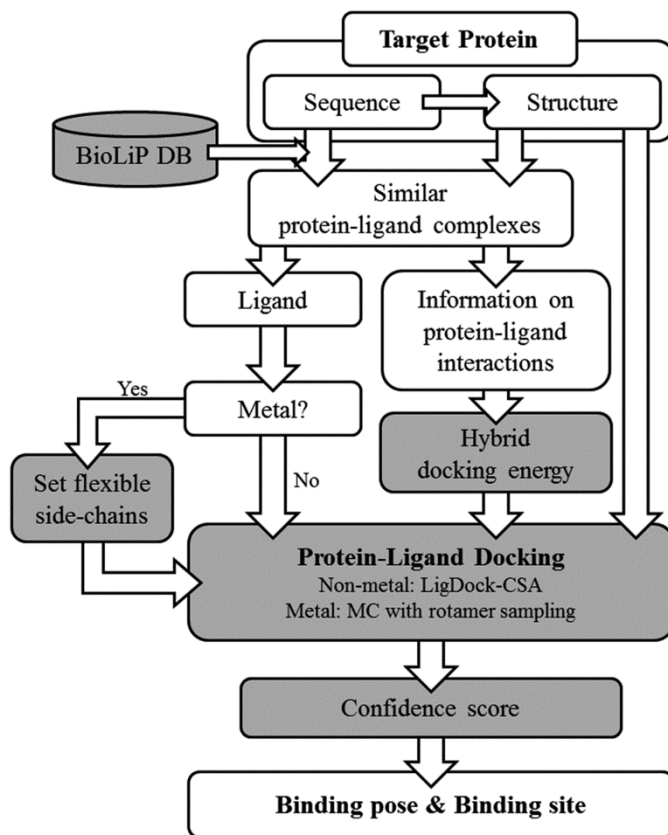 Target Protein
Sequence
Structure
BioLiP DB
Similar
protein-ligand complexes
Ligand
Information on
protein-ligand
interactions
Yes
Metal?
Hybrid
docking energy
No
Set flexible
side-chains
Protein-Ligand Docking
Non-metal: LigDock-CSA
Metal: MC with rotamer sampling
Confidence score
Binding pose & Binding site